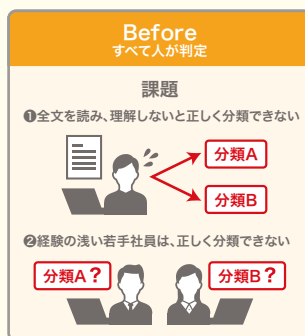 Before
すべて人が判定
課題
❶全文を読み、理解しないと正しく分類できない
分類A
分類B
❷経験の浅い若手社員は、正しく分類できない
分類A？
分類B？